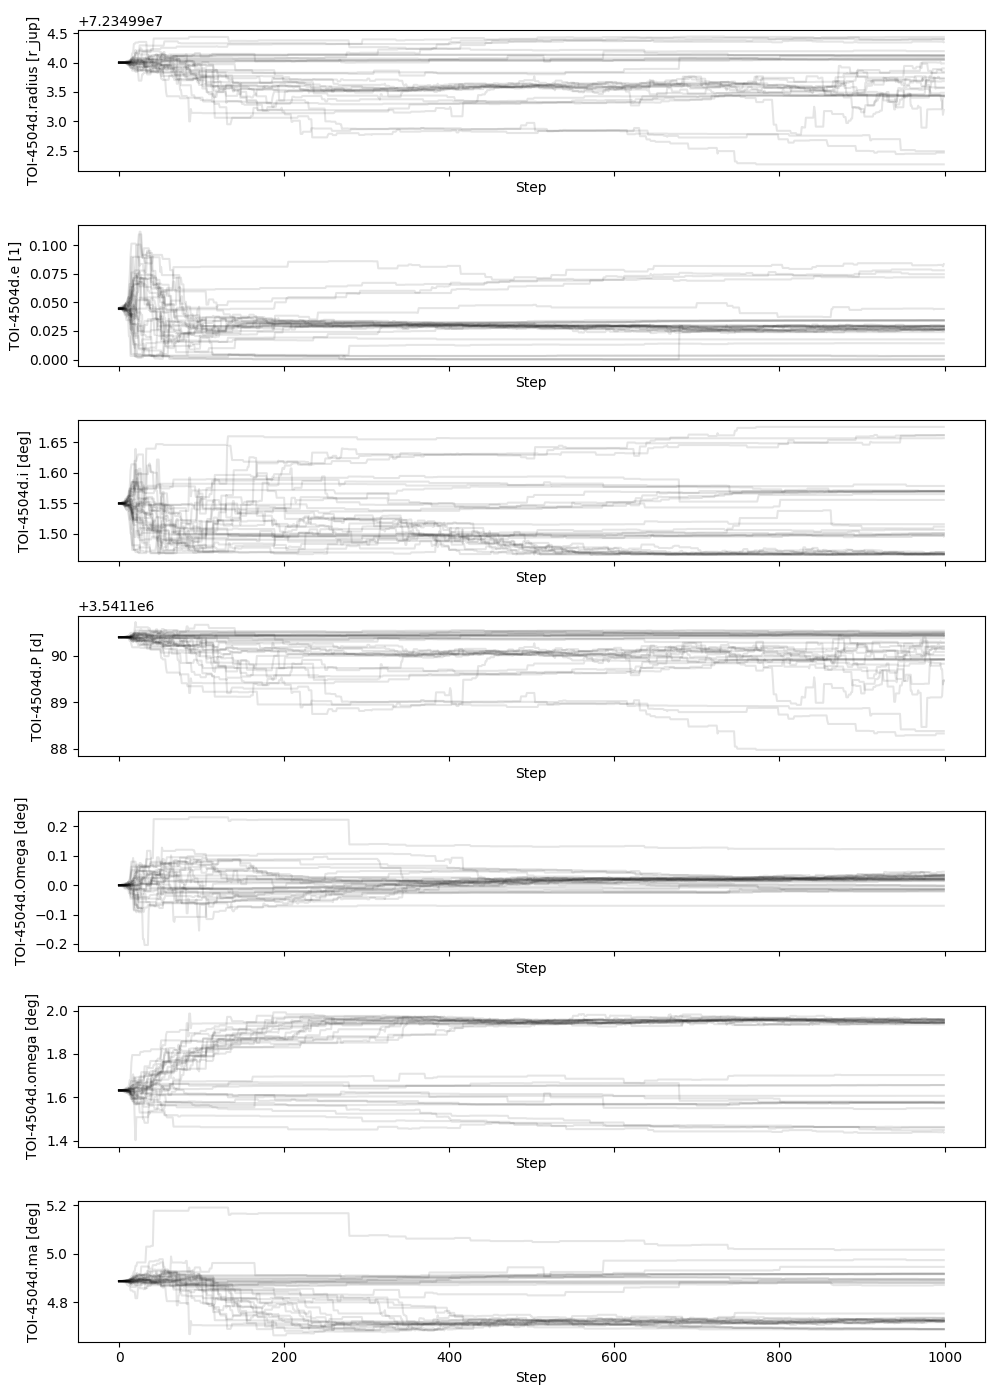 +7.23499e7
TOI-4504d.radius [r_jup]
4.5
4.0
3.5
3.0
2.5
Step
TOI-4504d.e [1]
0.100
0.075
0.050
0.025
0.000
Step
TOI-4504d.i [deg]
1.65
1.60
1.55
1.50
Step
+3.5411e6
TOI-4504d.P [d]
90
89
88
Step
TOI-4504d.Omega [deg]
0.2
0.1
0.0
−0.1
−0.2
Step
TOI-4504d.omega [deg]
2.0
1.8
1.6
1.4
Step
TOI-4504d.ma [deg]
5.2
5.0
4.8
0 200 400 600 800 1000
Step